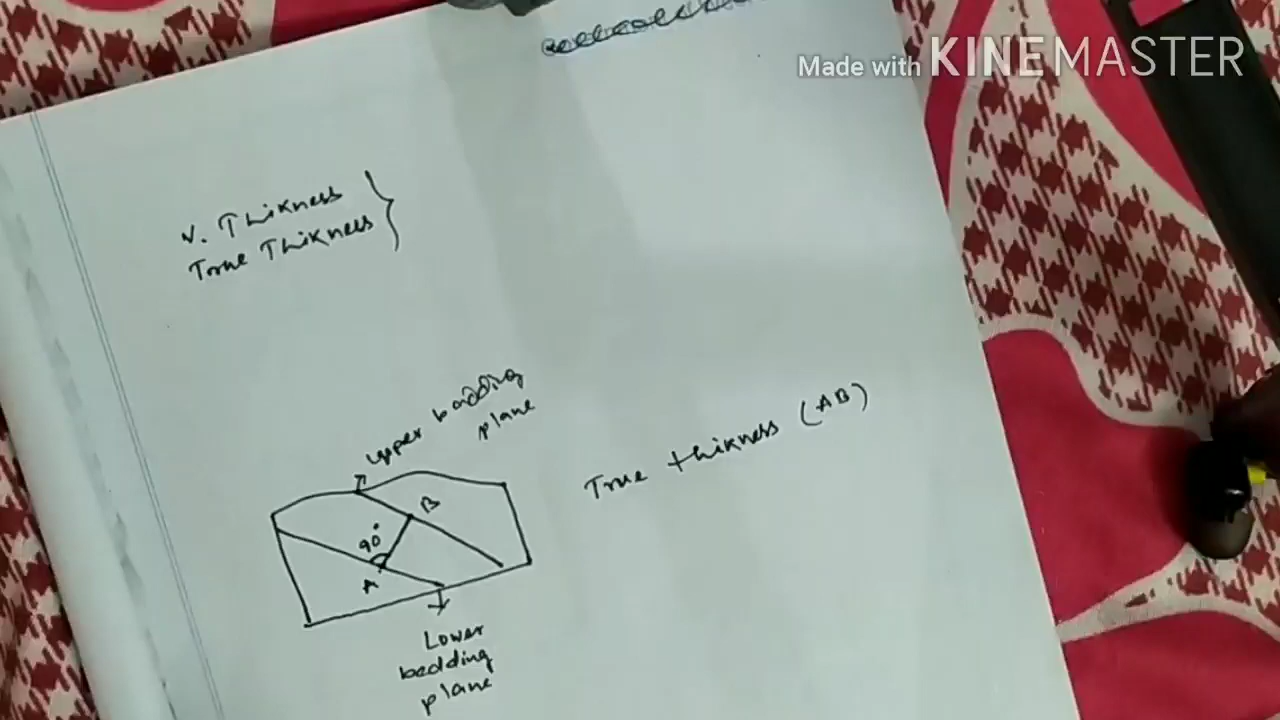 Made with KINEMASTER
V. Thikness
True Thikness
upper bedding
plane
True thikness (AB)
B
90°
A
Lower
bedding
plane